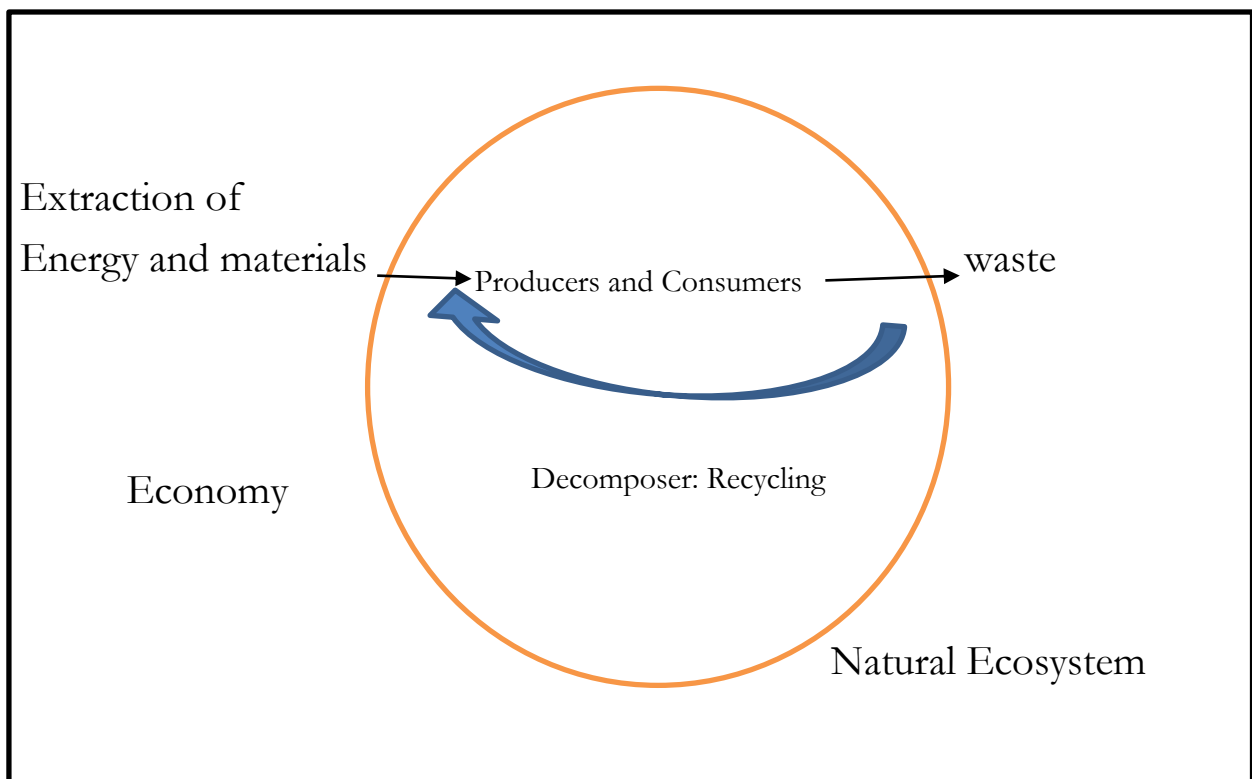 Extraction of
Energy and materials
Producers and Consumers
waste
Decomposer: Recycling
Economy
Natural Ecosystem